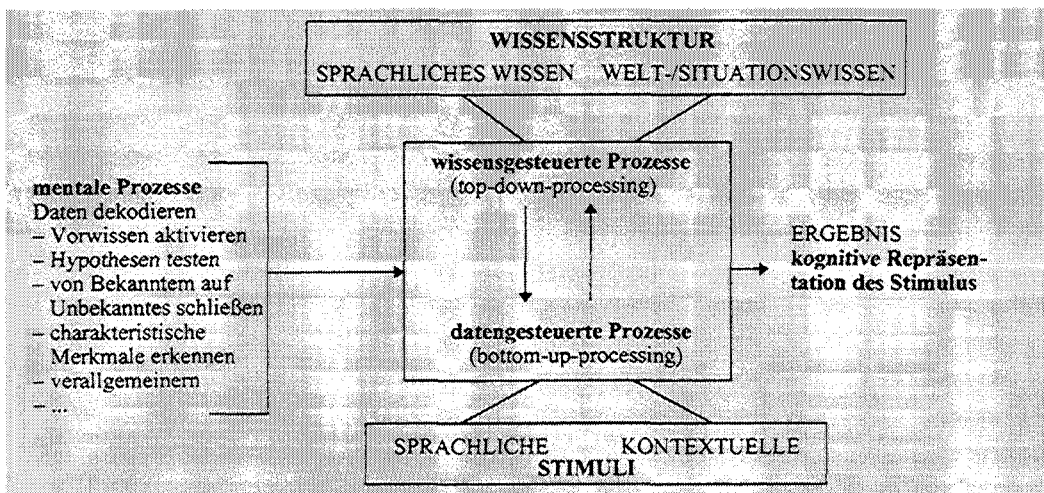 WISSENSSTRUKTUR
SPRACHLICHES WISSEN WELT-/SITUATIONSWISSEN
mentale Prozesse
Daten dekodieren
– Vorwissen aktivieren
– Hypothesen testen
– von Bekanntem auf
Unbekanntes schließen
– charakteristische
Merkmale erkennen
– verallgemeinern
– ...
wissensgesteuerte Prozesse
(top-down-processing)
datengesteuerte Prozesse
(bottom-up-processing)
ERGEBNIS
kognitive Repräsen-
tation des Stimulus
SPRACHLICHE KONTEXTUELLE
STIMULI